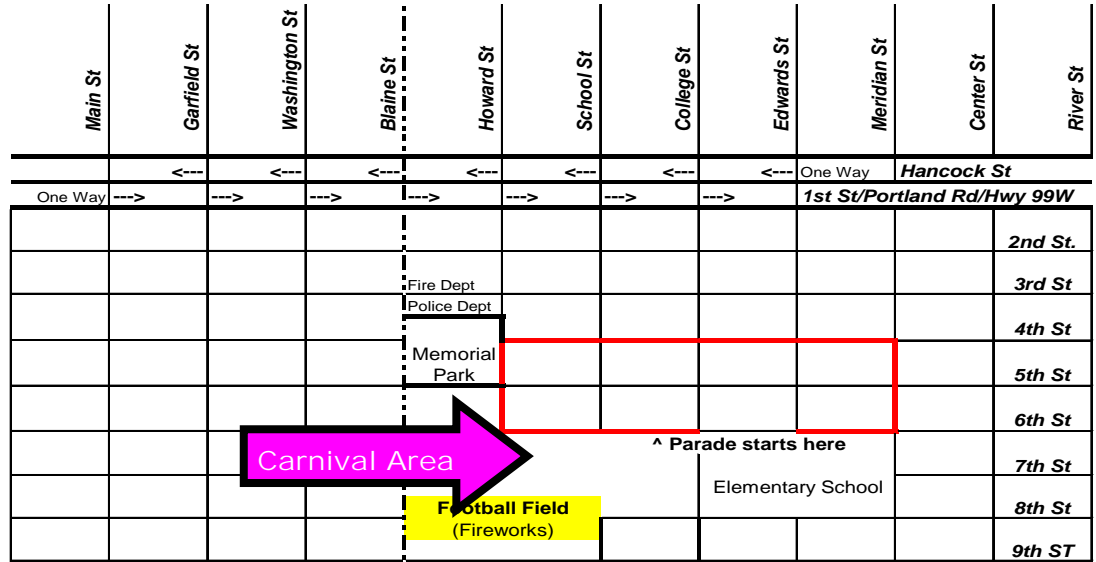 Main St
Garfield St
Washington St
Blaine St
Howard St
School St
College St
Edwards St
Meridian St
Center St
River St
<--- <--- <--- <--- <--- <--- <--- One Way Hancock St
One Way ---> ---> ---> ---> ---> ---> ---> 1st St/Portland Rd/Hwy 99W
2nd St.
Fire Dept 3rd St
Police Dept
4th St
Memorial
Park 5th St
6th St
^ Parade starts here
Carnival Area 7th St
Elementary School
Football Field 8th St
(Fireworks)
9th ST